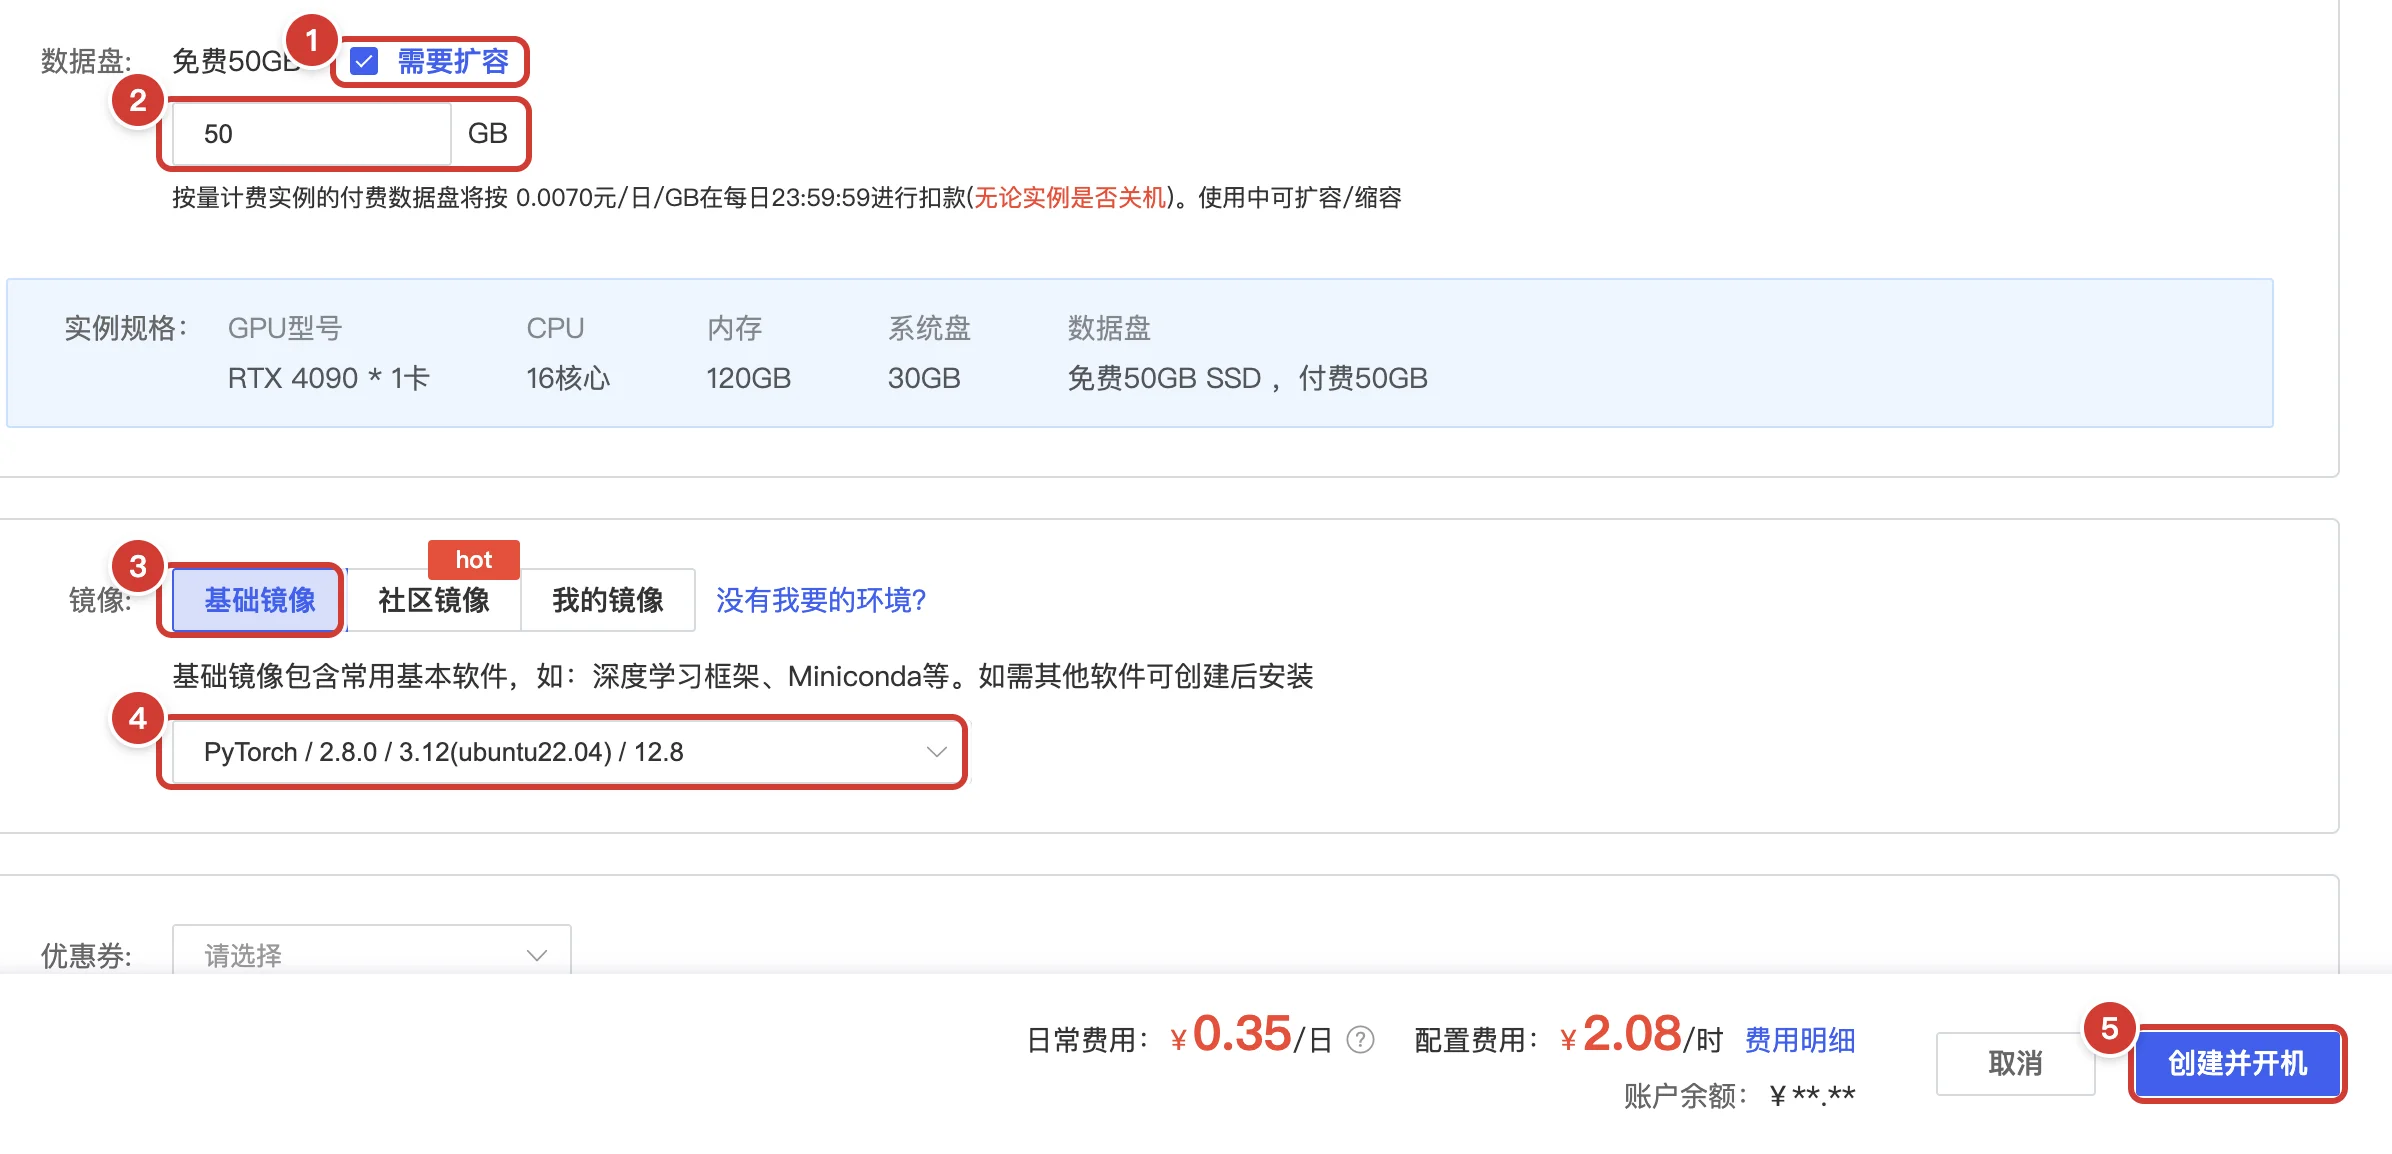 数据盘: 免费50GB 1 需要扩容
2 50 GB
按量计费实例的付费数据盘将按 0.0070元/日/GB在每日23:59:59进行扣款(无论实例是否关机)。使用中可扩容/缩容
实例规格： GPU型号 CPU 内存 系统盘 数据盘
RTX 4090 * 1卡 16核心 120GB 30GB 免费50GB SSD ，付费50GB
hot
镜像: 3 基础镜像 社区镜像 我的镜像 没有我要的环境?
基础镜像包含常用基本软件，如：深度学习框架、Miniconda等。如需其他软件可创建后安装
4 PyTorch / 2.8.0 / 3.12(ubuntu22.04) / 12.8
优惠券: 请选择
日常费用： ¥0.35/日 ? 配置费用： ¥2.08/时 费用明细
取消 5 创建并开机
账户余额： ¥**.**